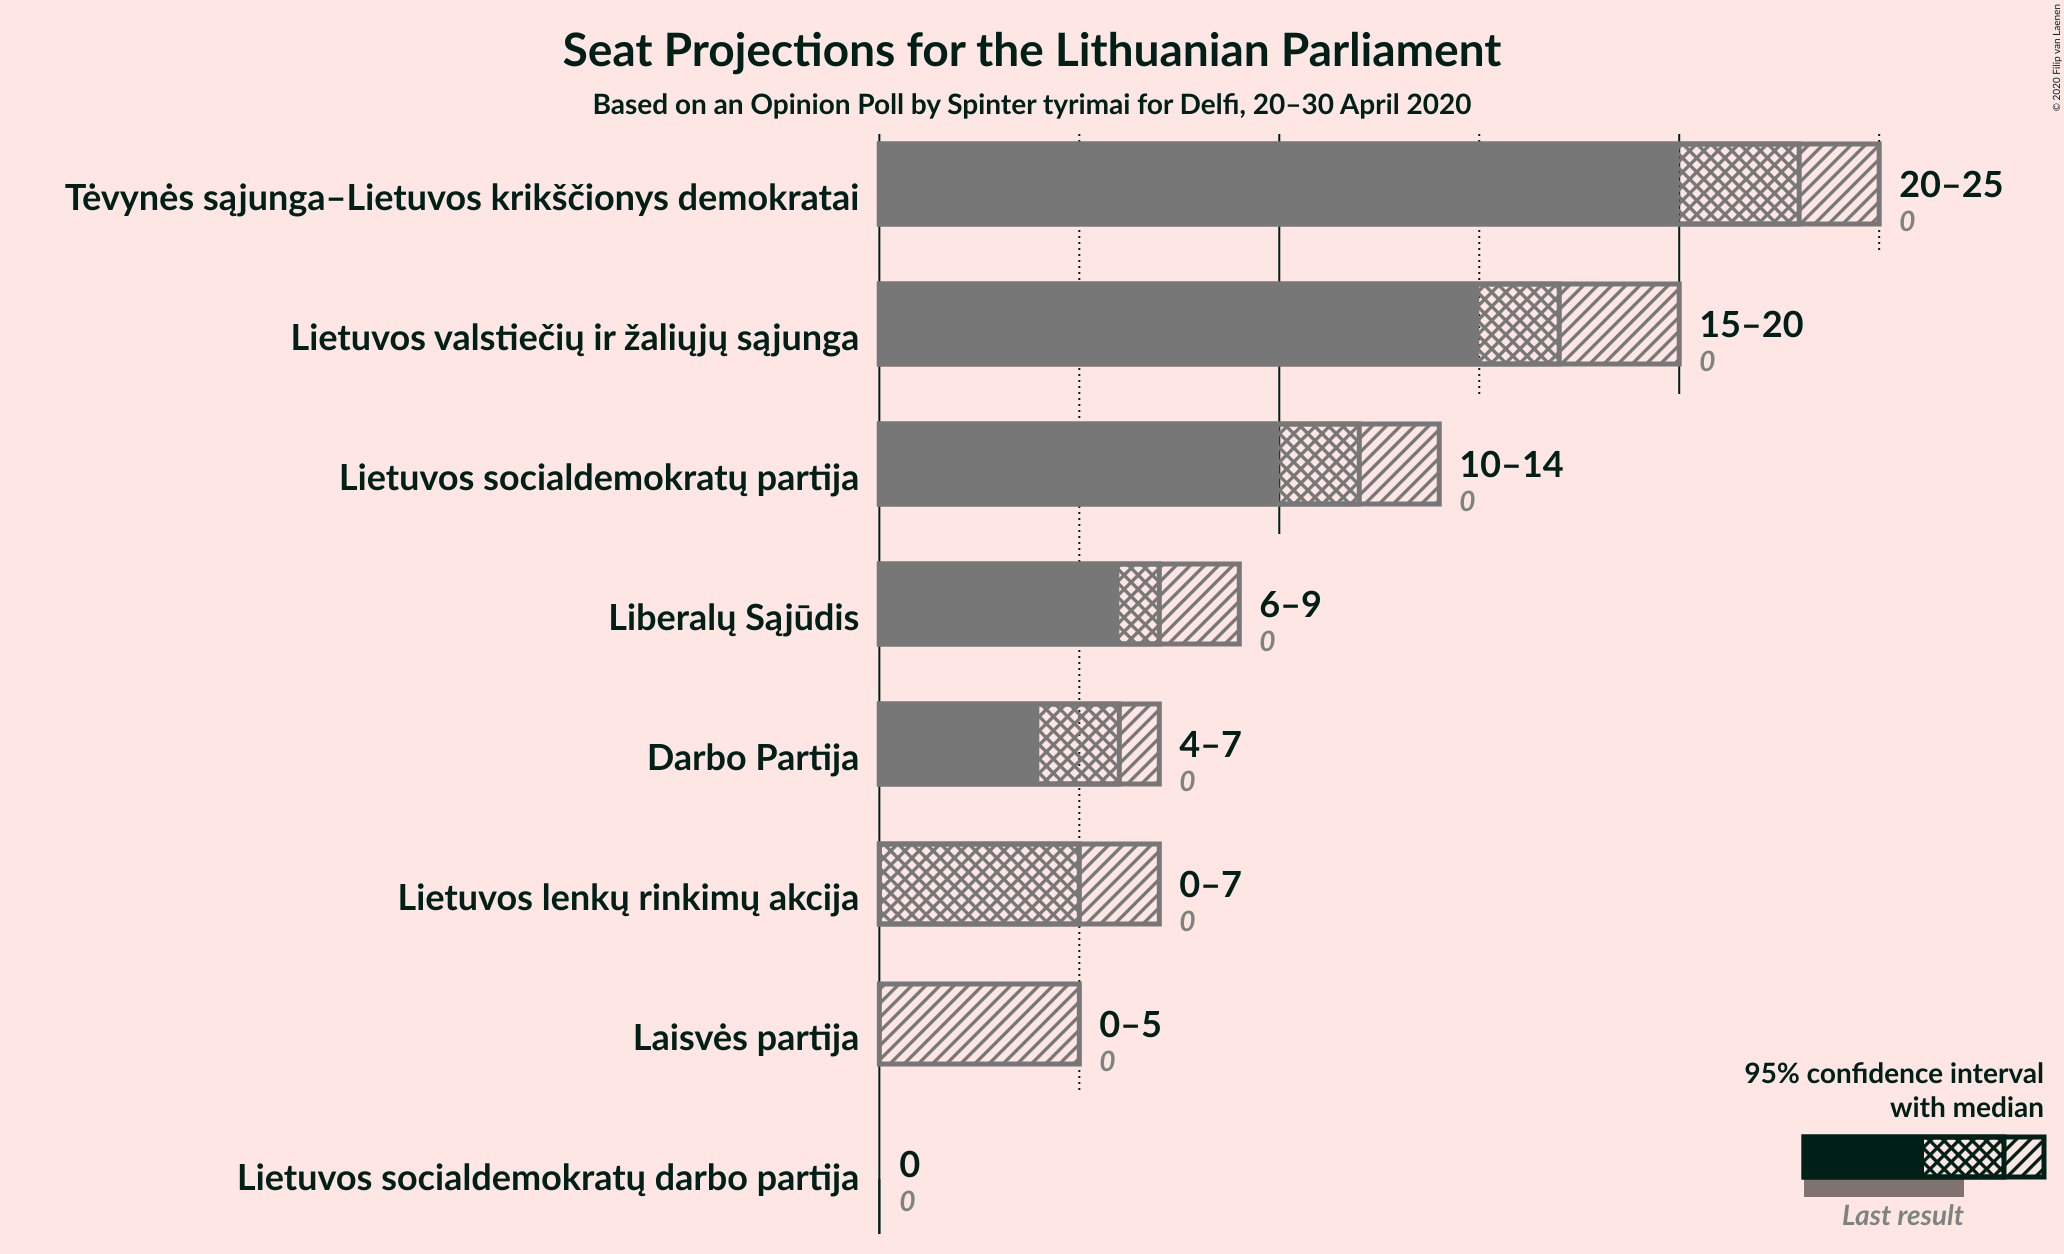 Seat Projections for the Lithuanian Parliament
Based on an Opinion Poll by Spinter tyrimai for Delfi, 20–30 April 2020
© 2020 Filip van Laenen
Tėvynės sąjunga–Lietuvos krikščionys demokratai
20–25
0
Lietuvos valstiečių ir žaliųjų sąjunga
15–20
0
Lietuvos socialdemokratų partija
10–14
0
Liberalų Sąjūdis
6–9
0
Darbo Partija
4–7
0
Lietuvos lenkų rinkimų akcija
0–7
0
Laisvės partija
0–5
0
Lietuvos socialdemokratų darbo partija
0
0
95% confidence interval
with median
Last result